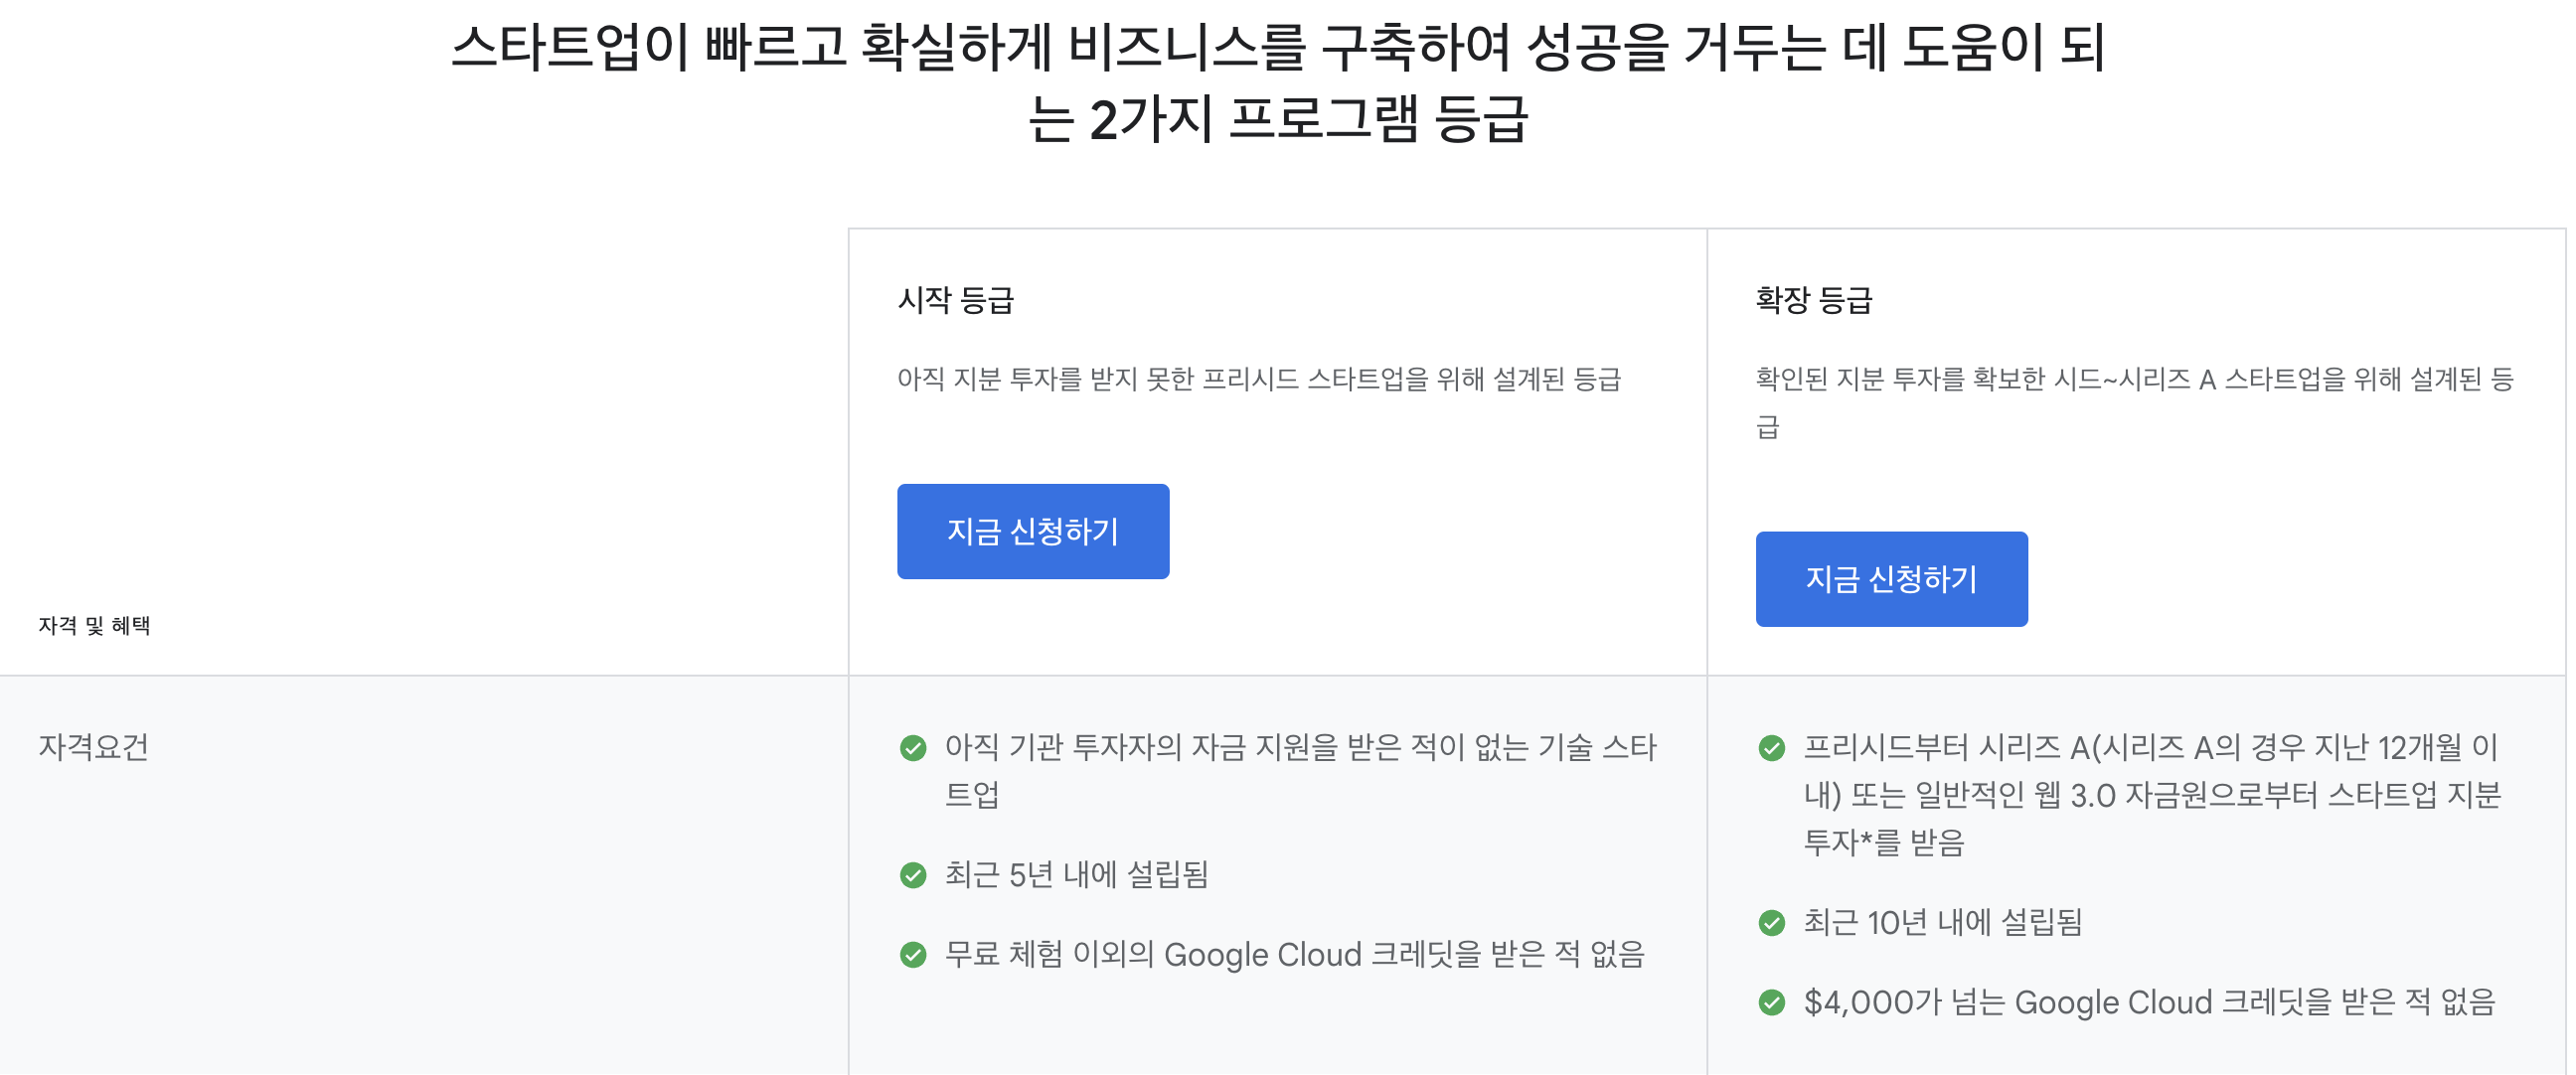 스타트업이 빠르고 확실하게 비즈니스를 구축하여 성공을 거두는 데 도움이 되
는 2가지 프로그램 등급
시작 등급
아직 지분 투자를 받지 못한 프리시드 스타트업을 위해 설계된 등급
지금 신청하기
확장 등급
확인된 지분 투자를 확보한 시드~시리즈 A 스타트업을 위해 설계된 등
급
지금 신청하기
자격 및 혜택
자격요건
아직 기관 투자자의 자금 지원을 받은 적이 없는 기술 스타
트업
최근 5년 내에 설립됨
무료 체험 이외의 Google Cloud 크레딧을 받은 적 없음
프리시드부터 시리즈 A(시리즈 A의 경우 지난 12개월 이
내) 또는 일반적인 웹 3.0 자금원으로부터 스타트업 지분
투자*를 받음
최근 10년 내에 설립됨
$4,000가 넘는 Google Cloud 크레딧을 받은 적 없음